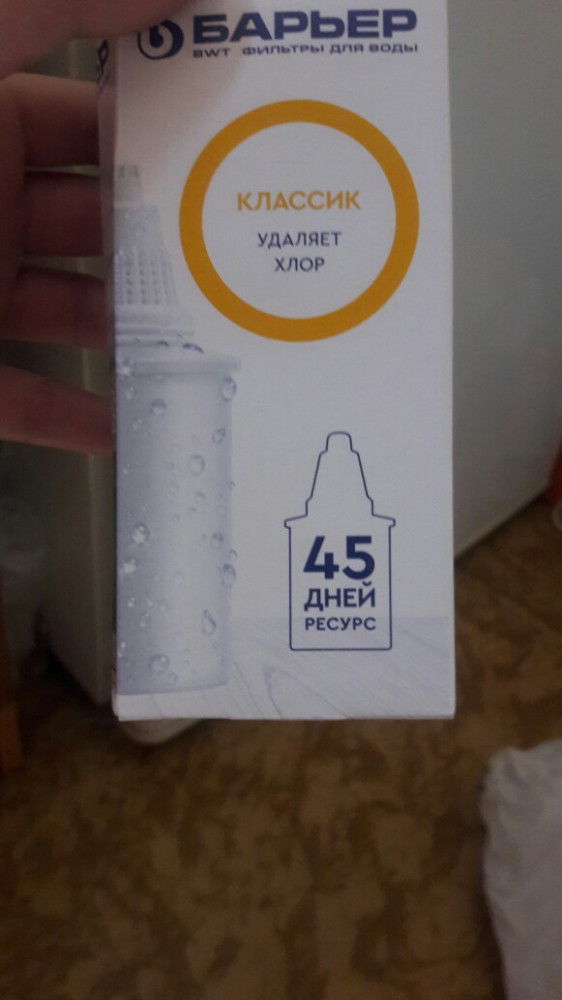 БАРЬЕР
BWT ФИЛЬТРЫ ДЛЯ ВОДЫ
КЛАССИК
УДАЛЯЕТ
ХЛОР
45
ДНЕЙ
РЕСУРС